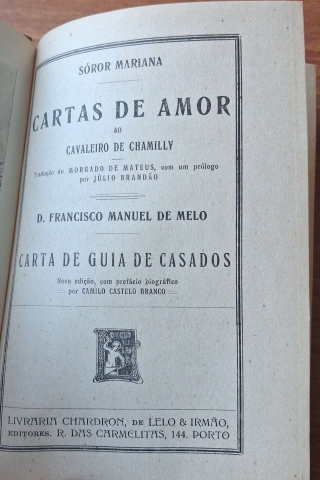 SÓROR MARIANA
CARTAS DE AMOR
AO
CAVALEIRO DE CHAMILLY
Tradução do MORGADO DE MATEUS, com um prólogo
por JÚLIO BRANDÃO
D. FRANCISCO MANUEL DE MELO
CARTA DE GUIA DE CASADOS
Nova edição, com prefácio biográfico
por CAMILO CASTELO BRANCO
LIVRARIA CHARDRON, DE LELO & IRMÃO,
EDITORES. R. DAS CARMELITAS, 144. PORTO